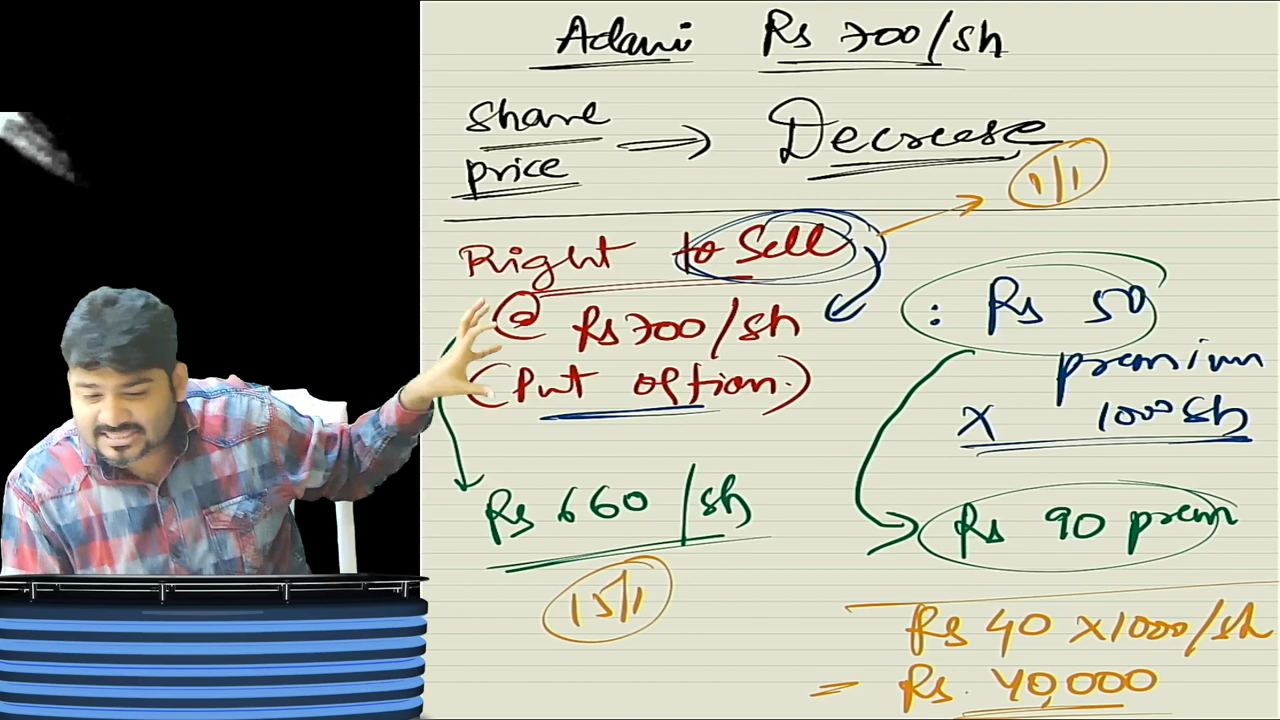 Adani Rs 700/sh
share price ⇒ Decrease
1/1
Right to Sell
@ Rs 700/sh
(Put option.)
: Rs 50
premium
x 1000 sh
Rs 660/sh
15/1
Rs 90 prem
Rs 40 x 1000/sh
= Rs. 40,000